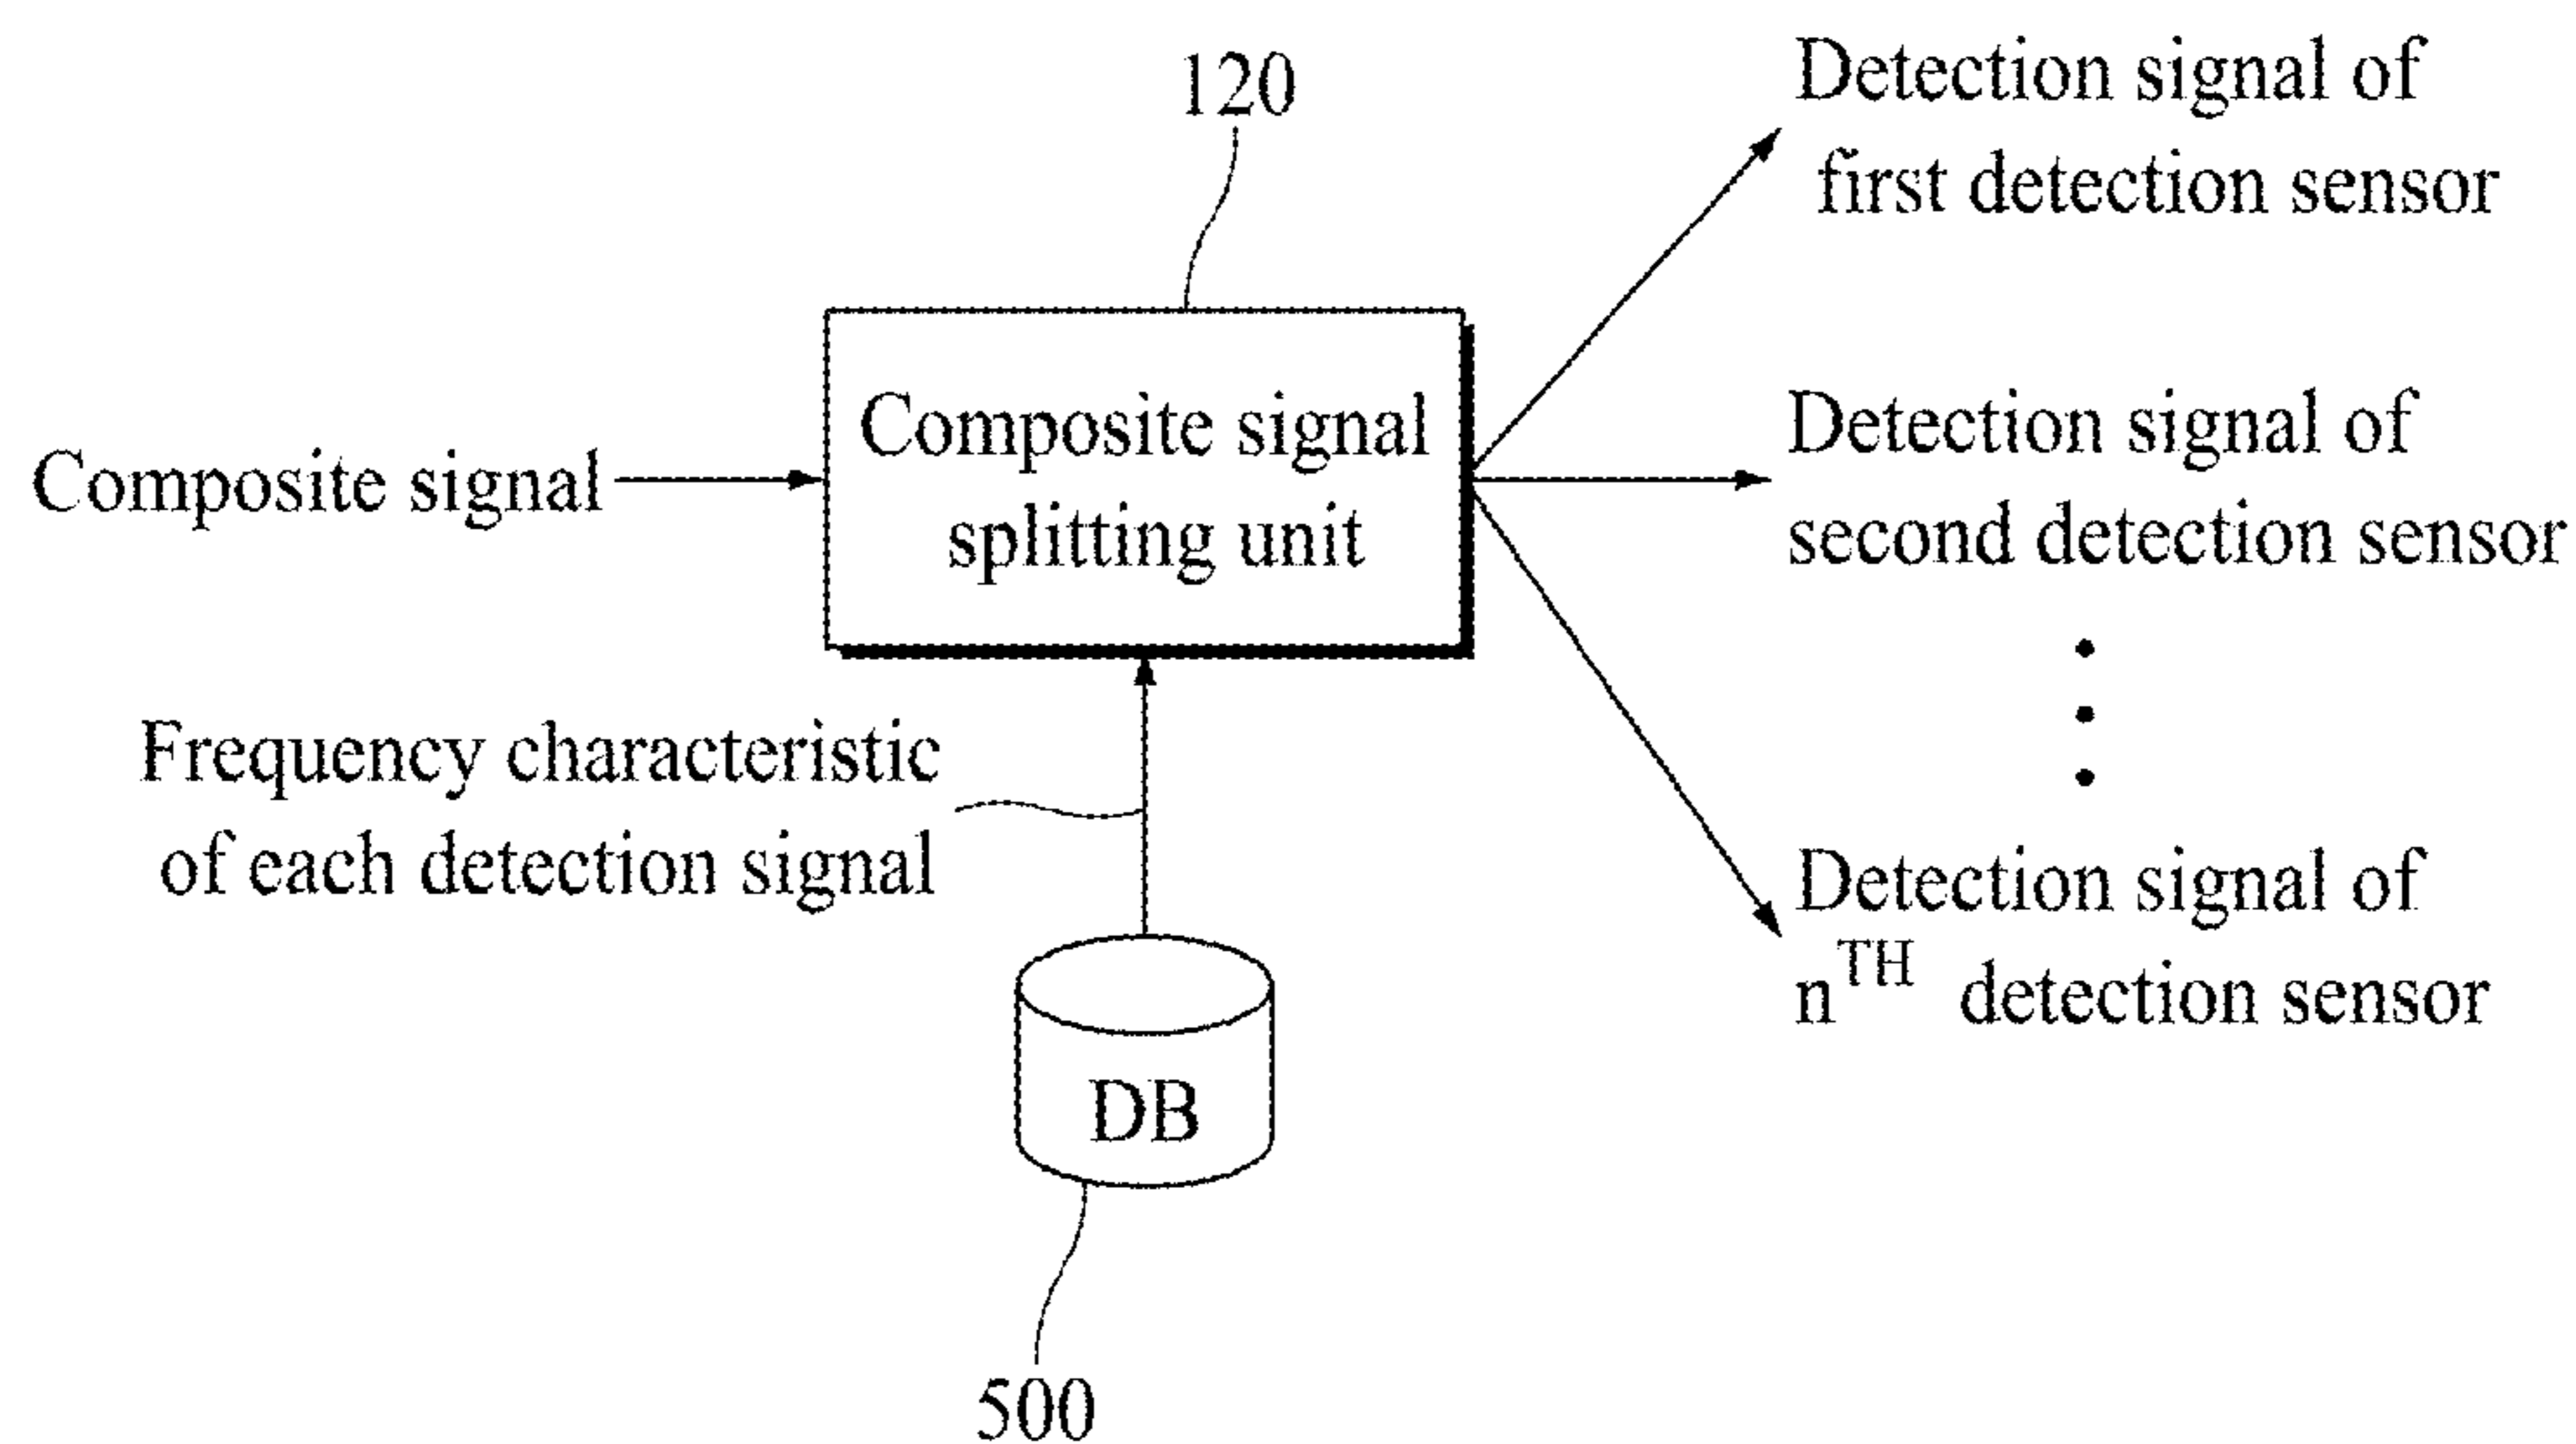 120
Detection signal of
first detection sensor
Composite signal
Composite signal
splitting unit
Detection signal of
second detection sensor
Frequency characteristic
of each detection signal
Detection signal of
nTH detection sensor
DB
500